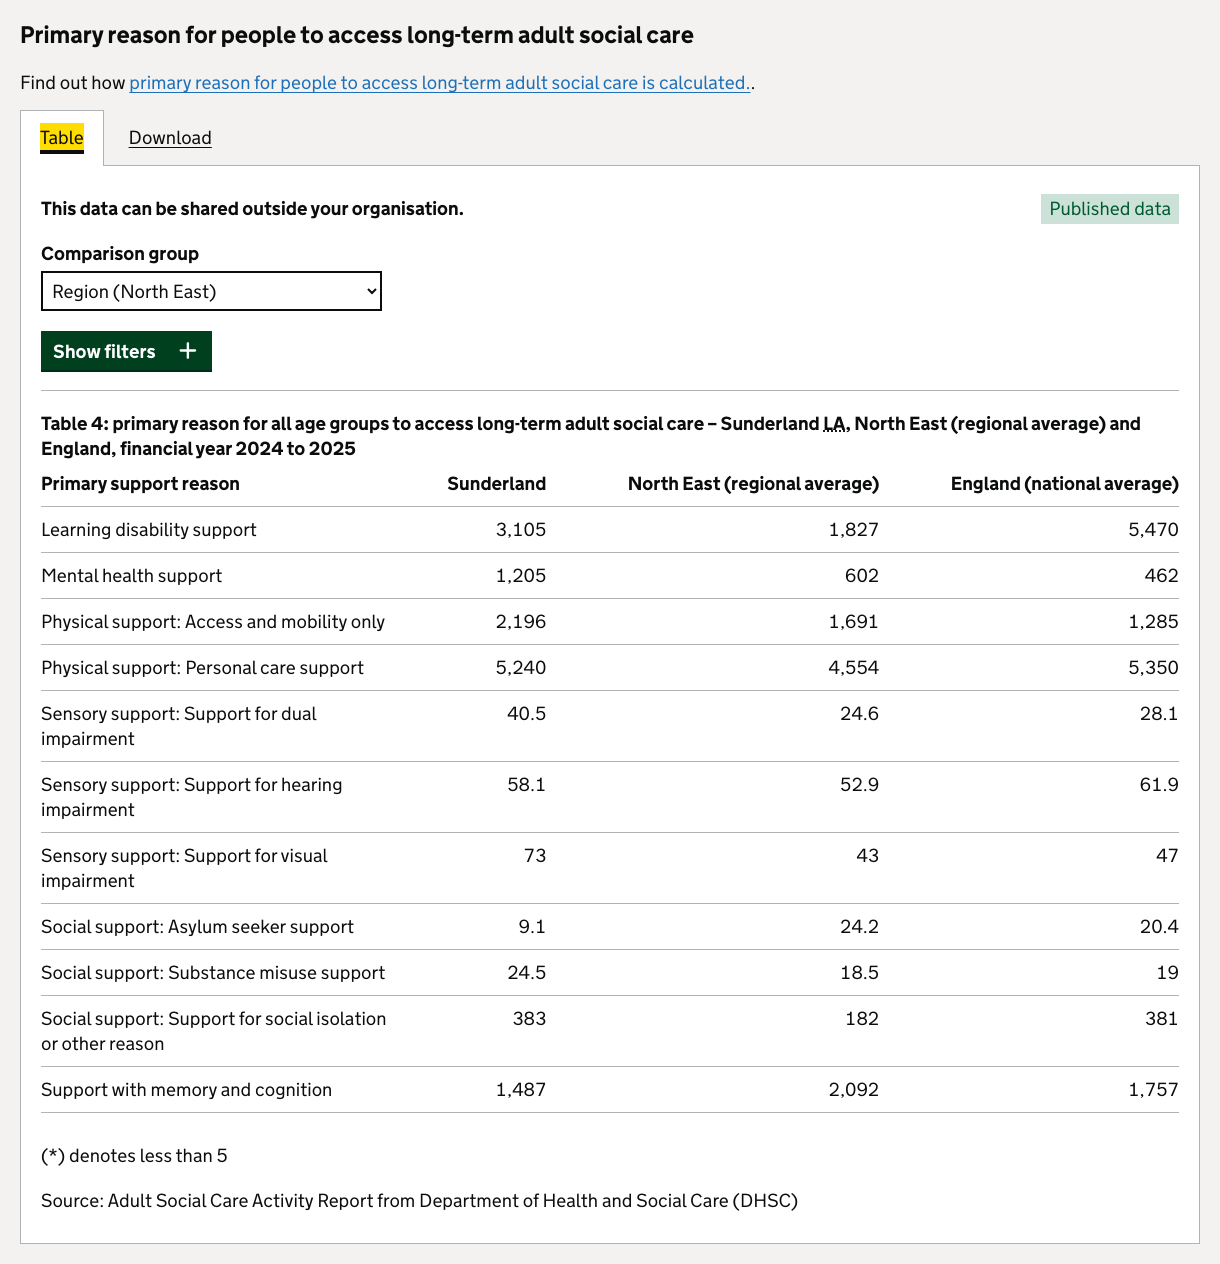 Primary reason for people to access long-term adult social care
Find out how primary reason for people to access long-term adult social care is calculated..
Table Download
This data can be shared outside your organisation. Published data
Comparison group
Region (North East)
Show filters +
Table 4: primary reason for all age groups to access long-term adult social care – Sunderland LA, North East (regional average) and
England, financial year 2024 to 2025
Primary support reason Sunderland North East (regional average) England (national average)
Learning disability support 3,105 1,827 5,470
Mental health support 1,205 602 462
Physical support: Access and mobility only 2,196 1,691 1,285
Physical support: Personal care support 5,240 4,554 5,350
Sensory support: Support for dual 40.5 24.6 28.1
impairment
Sensory support: Support for hearing 58.1 52.9 61.9
impairment
Sensory support: Support for visual 73 43 47
impairment
Social support: Asylum seeker support 9.1 24.2 20.4
Social support: Substance misuse support 24.5 18.5 19
Social support: Support for social isolation 383 182 381
or other reason
Support with memory and cognition 1,487 2,092 1,757
(*) denotes less than 5
Source: Adult Social Care Activity Report from Department of Health and Social Care (DHSC)